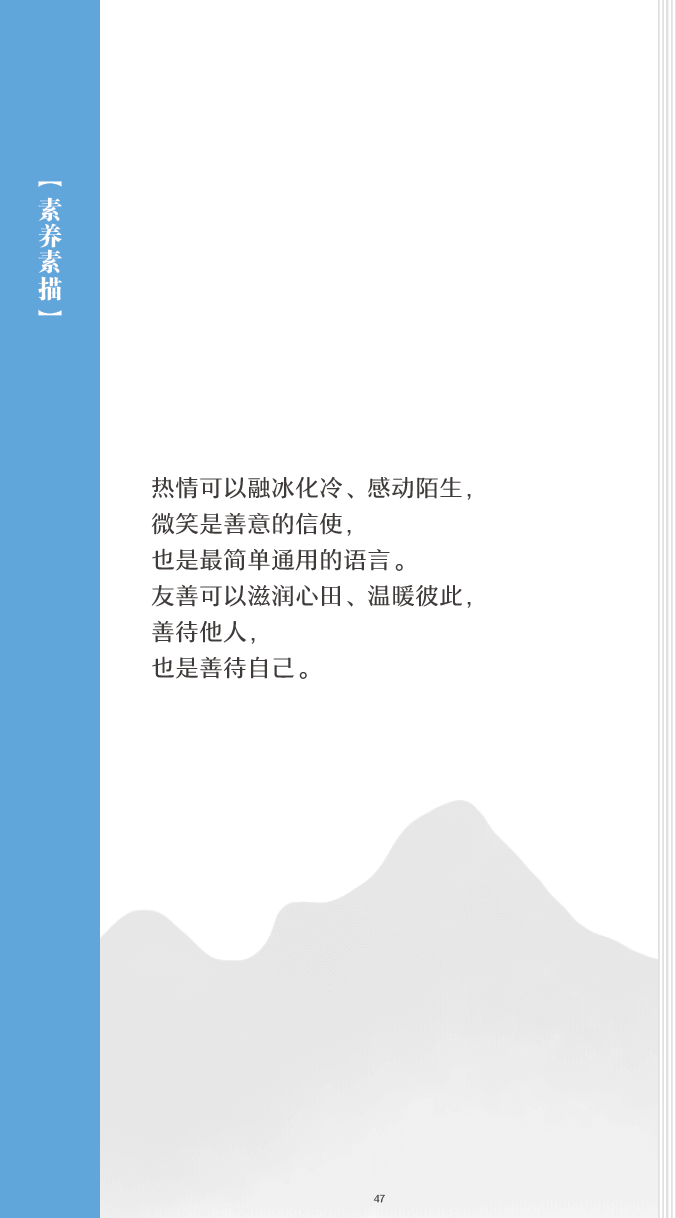 【素养素描】
热情可以融冰化冷、感动陌生，
微笑是善意的信使，
也是最简单通用的语言。
友善可以滋润心田、温暖彼此，
善待他人，
也是善待自己。
47